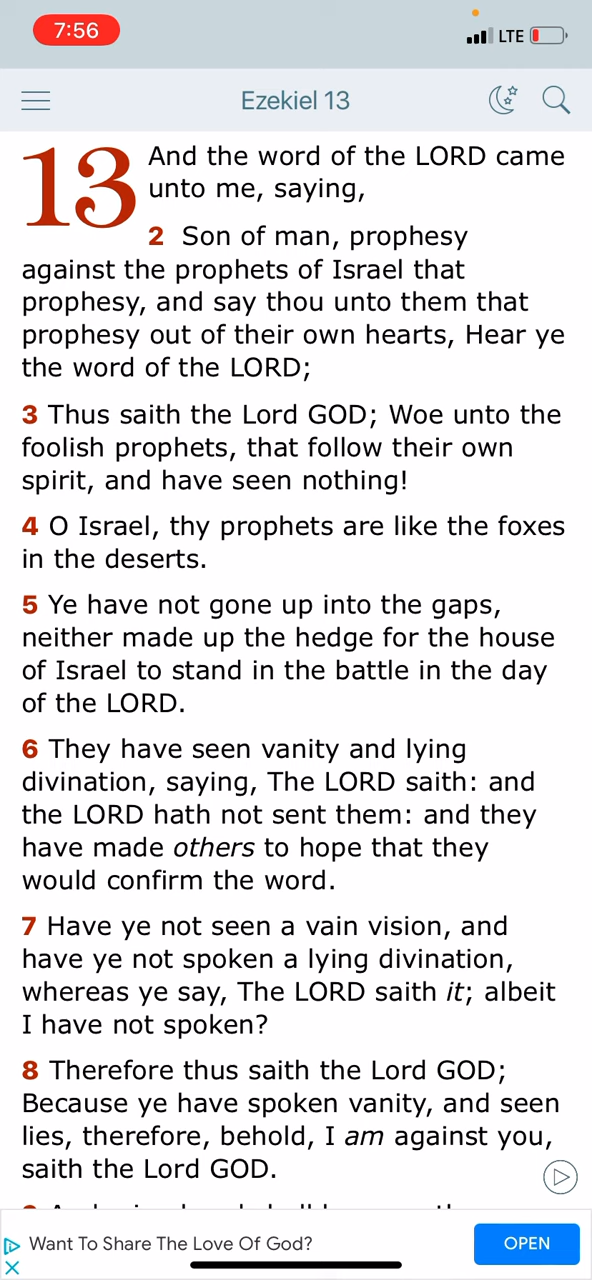 7:56
LTE
Ezekiel 13
13 And the word of the LORD came
unto me, saying,
2 Son of man, prophesy
against the prophets of Israel that
prophesy, and say thou unto them that
prophesy out of their own hearts, Hear ye
the word of the LORD;
3 Thus saith the Lord GOD; Woe unto the
foolish prophets, that follow their own
spirit, and have seen nothing!
4 O Israel, thy prophets are like the foxes
in the deserts.
5 Ye have not gone up into the gaps,
neither made up the hedge for the house
of Israel to stand in the battle in the day
of the LORD.
6 They have seen vanity and lying
divination, saying, The LORD saith: and
the LORD hath not sent them: and they
have made others to hope that they
would confirm the word.
7 Have ye not seen a vain vision, and
have ye not spoken a lying divination,
whereas ye say, The LORD saith it; albeit
I have not spoken?
8 Therefore thus saith the Lord GOD;
Because ye have spoken vanity, and seen
lies, therefore, behold, I am against you,
saith the Lord GOD.
Want To Share The Love Of God?
OPEN